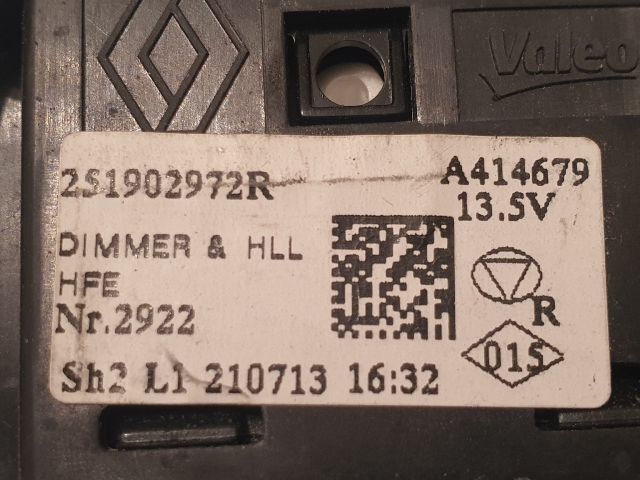 Valeo
251902972R
A414679
13.5V
DIMMER & HLL
HFE
Nr.2922
R
015
Sh2 L1 210713 16:32